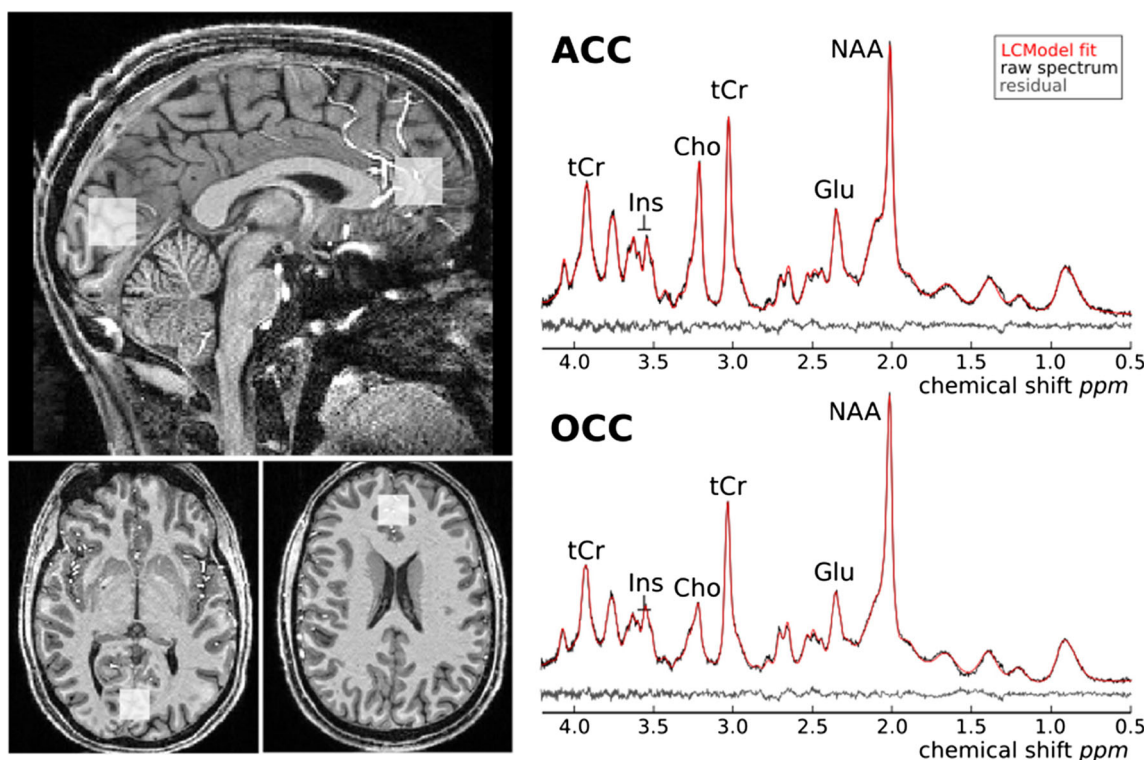 ACC
NAA
LCModel fit
raw spectrum
residual
tCr
Cho
tCr
Ins
Glu
4.0 3.5 3.0 2.5 2.0 1.5 1.0 0.5
chemical shift ppm
OCC
NAA
tCr
tCr
Ins
Cho
Glu
4.0 3.5 3.0 2.5 2.0 1.5 1.0 0.5
chemical shift ppm